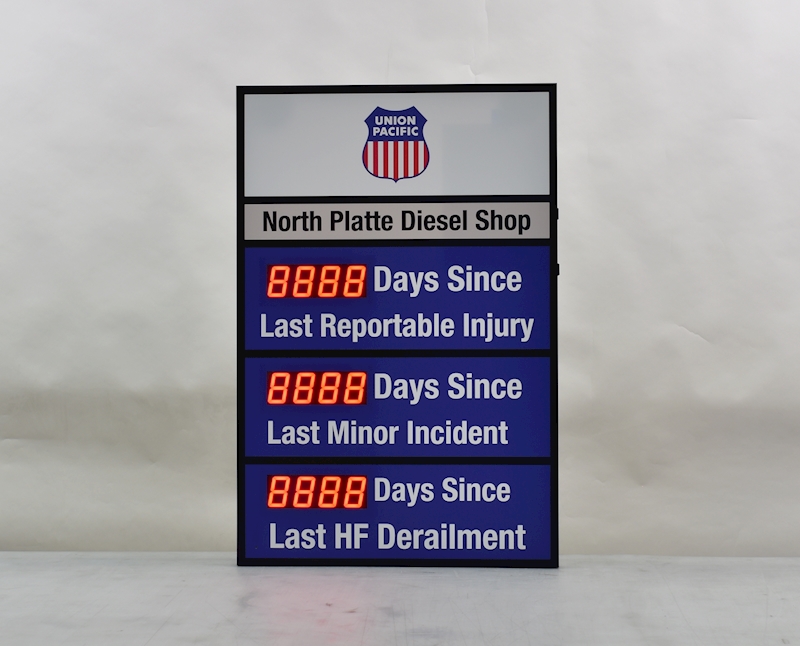 UNION
PACIFIC
North Platte Diesel Shop
8888 Days Since
Last Reportable Injury
8888 Days Since
Last Minor Incident
8888 Days Since
Last HF Derailment